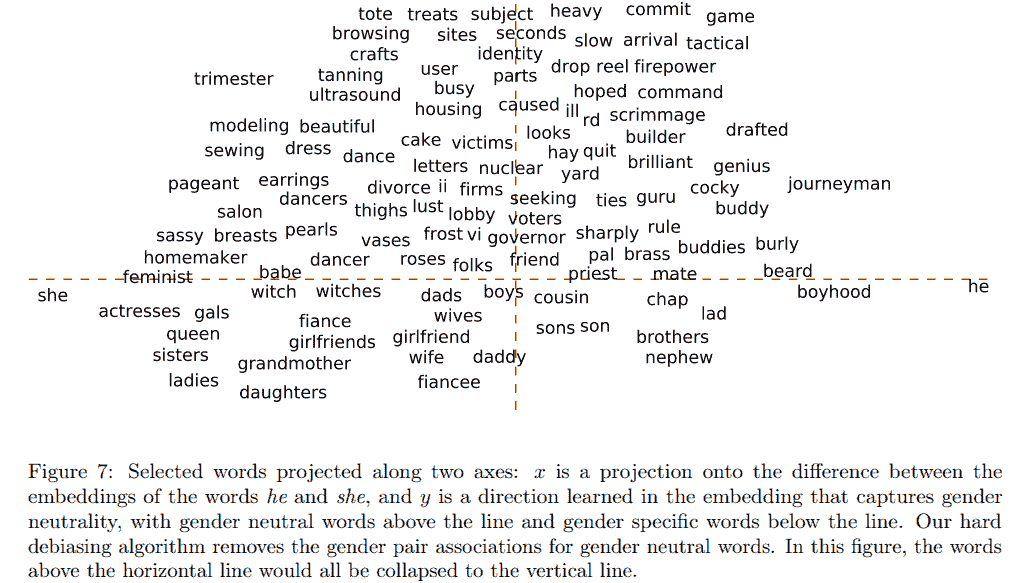 tote treats subject heavy commit game
browsing sites seconds slow arrival tactical
crafts identity
trimester tanning user parts drop reel firepower
ultrasound busy hoped command
housing caused ill rd scrimmage
modeling beautiful cake victims looks builder drafted
sewing dress dance letters nuclear hay quit yard brilliant genius
pageant earrings divorce ii firms seeking ties guru cocky journeyman
salon dancers thighs lust lobby voters buddy
sassy breasts pearls vases frost vi governor sharply rule
homemaker dancer roses folks friend pal brass buddies burly
feminist babe priest mate beard
she witch witches dads boys cousin chap boyhood he
actresses gals fiance wives lad
queen girlfriends girlfriend sons son brothers
sisters grandmother wife daddy nephew
ladies daughters fiancee
Figure 7: Selected words projected along two axes: x is a projection onto the difference between the
embeddings of the words he and she, and y is a direction learned in the embedding that captures gender
neutrality, with gender neutral words above the line and gender specific words below the line. Our hard
debiasing algorithm removes the gender pair associations for gender neutral words. In this figure, the words
above the horizontal line would all be collapsed to the vertical line.